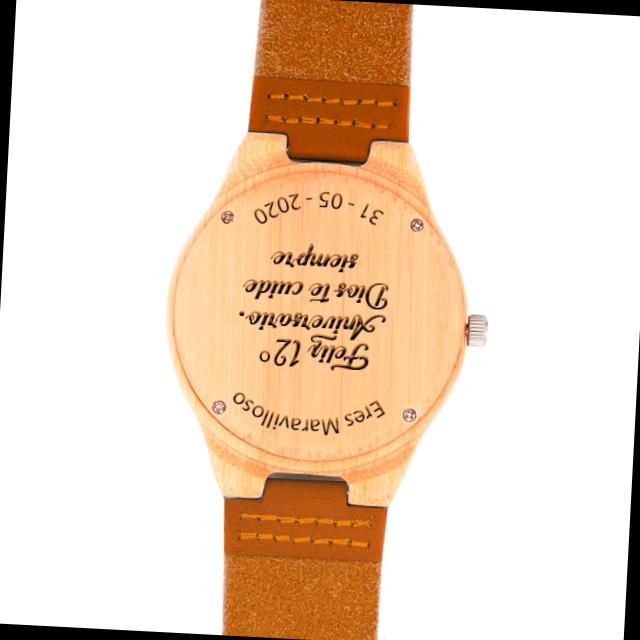 Eres Maravilloso
Feliz 12°
Aniversario.
Dios te cuide
siempre
31 - 05 - 2020